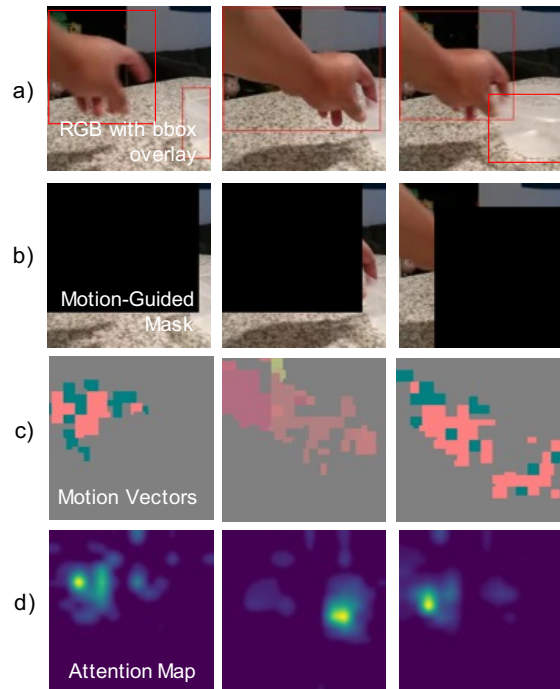 a)
RGB with bbox
overlay
b)
Motion-Guided
Mask
c)
Motion Vectors
d)
Attention Map